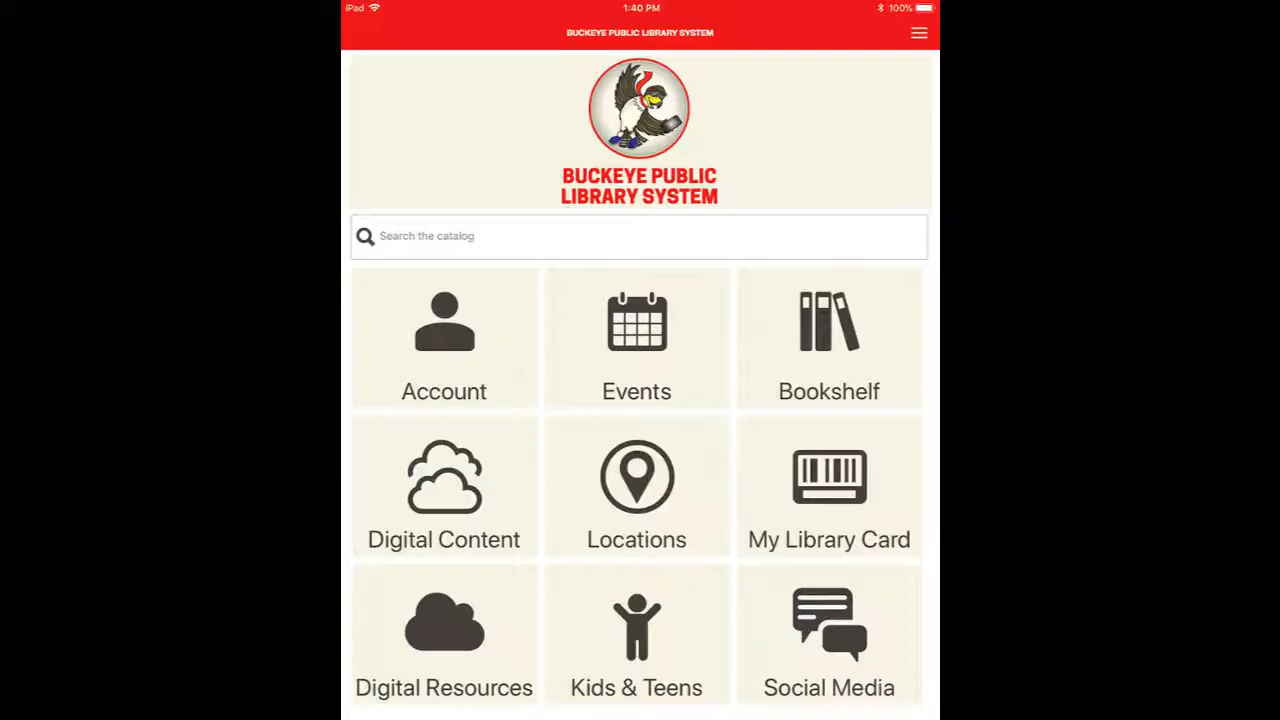 iPad 1:40 PM 100%
BUCKEYE PUBLIC LIBRARY SYSTEM
BUCKEYE PUBLIC
LIBRARY SYSTEM
Search the catalog
Account Events Bookshelf
Digital Content Locations My Library Card
Digital Resources Kids & Teens Social Media